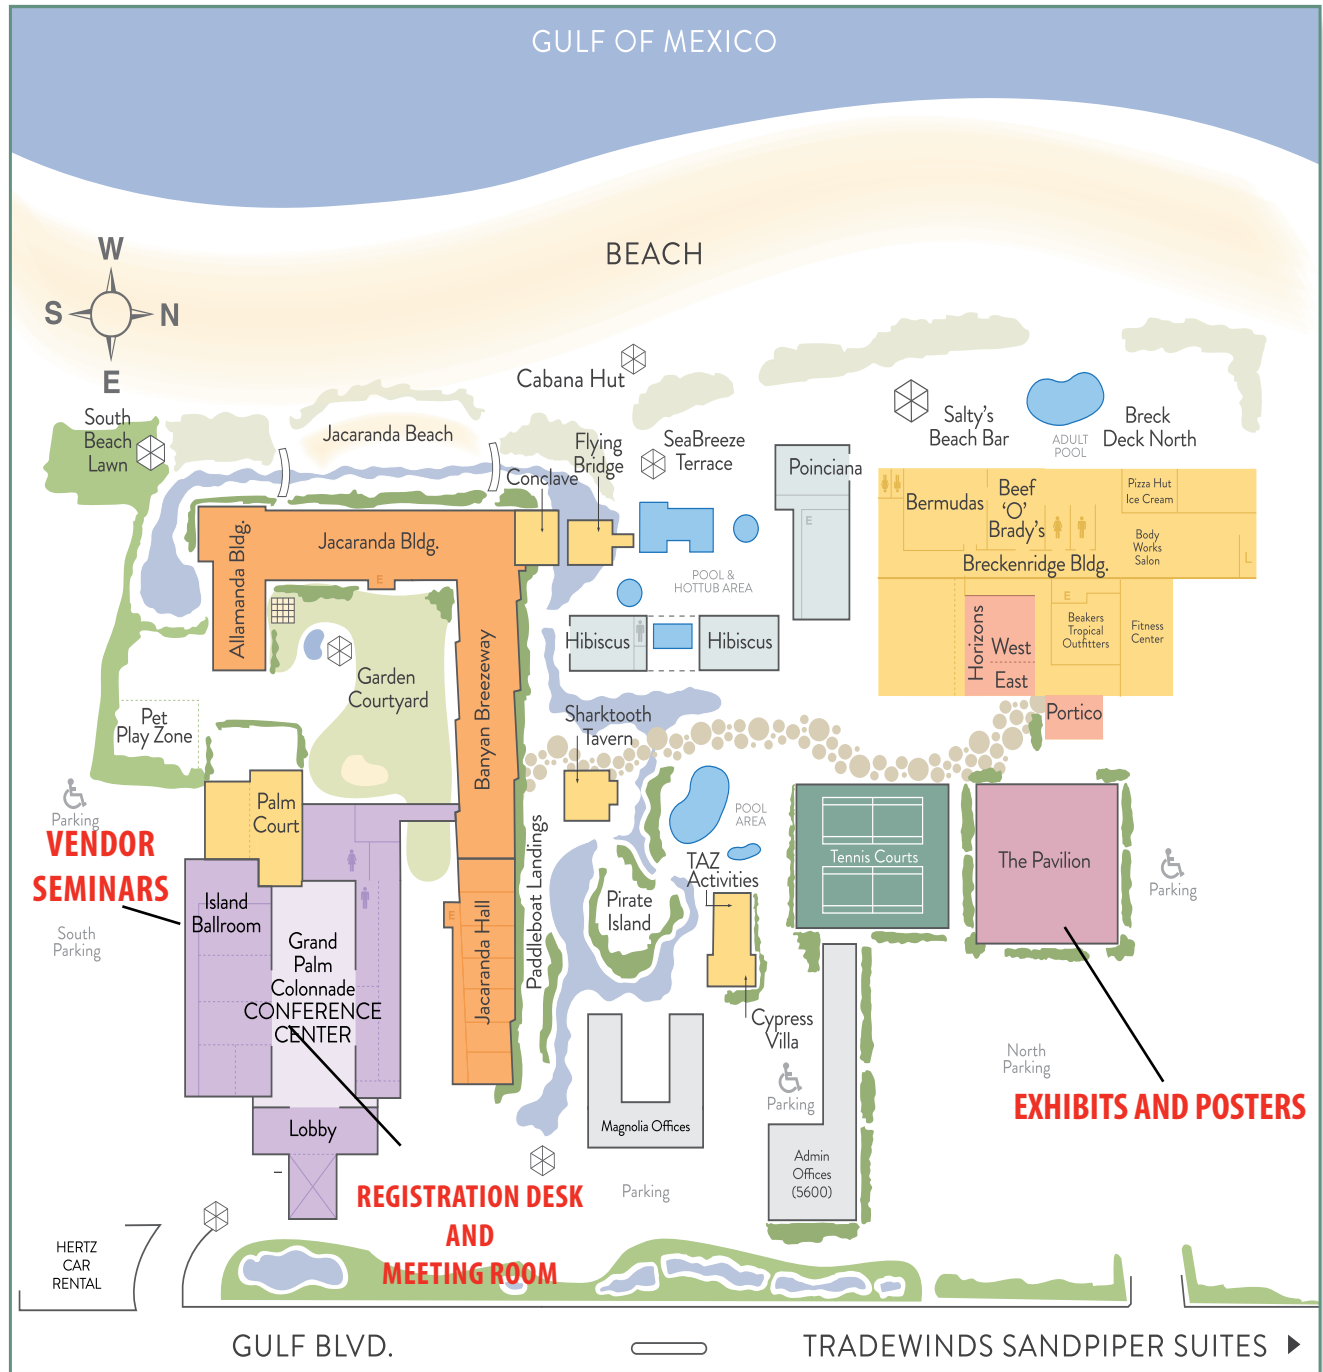 GULF OF MEXICO
BEACH
W
S
N
E
Cabana Hut
South
Beach
Lawn
Jacaranda Beach
Flying
Bridge
Conclave
SeaBreeze
Terrace
Poinciana
E
Salty's
Beach Bar
ADULT
POOL
Breck
Deck North
Bermudas
Beef
'O'
Brady's
Pizza Hut
Ice Cream
Body
Works
Salon
L
Breckenridge Bldg.
Allamanda Bldg.
Jacaranda Bldg.
E
POOL &
HOTTUB AREA
Hibiscus
Hibiscus
Horizons
West
East
E
Beakers
Tropical
Outfitters
Fitness
Center
Portico
Garden
Courtyard
Banyan Breezeway
Pet
Play Zone
Sharktooth
Tavern
Parking
VENDOR
SEMINARS
South
Parking
Palm
Court
Island
Ballroom
Grand
Palm
Colonnade
CONFERENCE
CENTER
Lobby
E
Jacaranda Hall
Paddleboat Landings
POOL
AREA
TAZ
Activities
Pirate
Island
Cypress
Villa
Tennis Courts
The Pavilion
Parking
North
Parking
EXHIBITS AND POSTERS
Parking
Magnolia Offices
Admin
Offices
(5600)
Parking
REGISTRATION DESK
AND
MEETING ROOM
HERTZ
CAR
RENTAL
GULF BLVD.
TRADEWINDS SANDPIPER SUITES